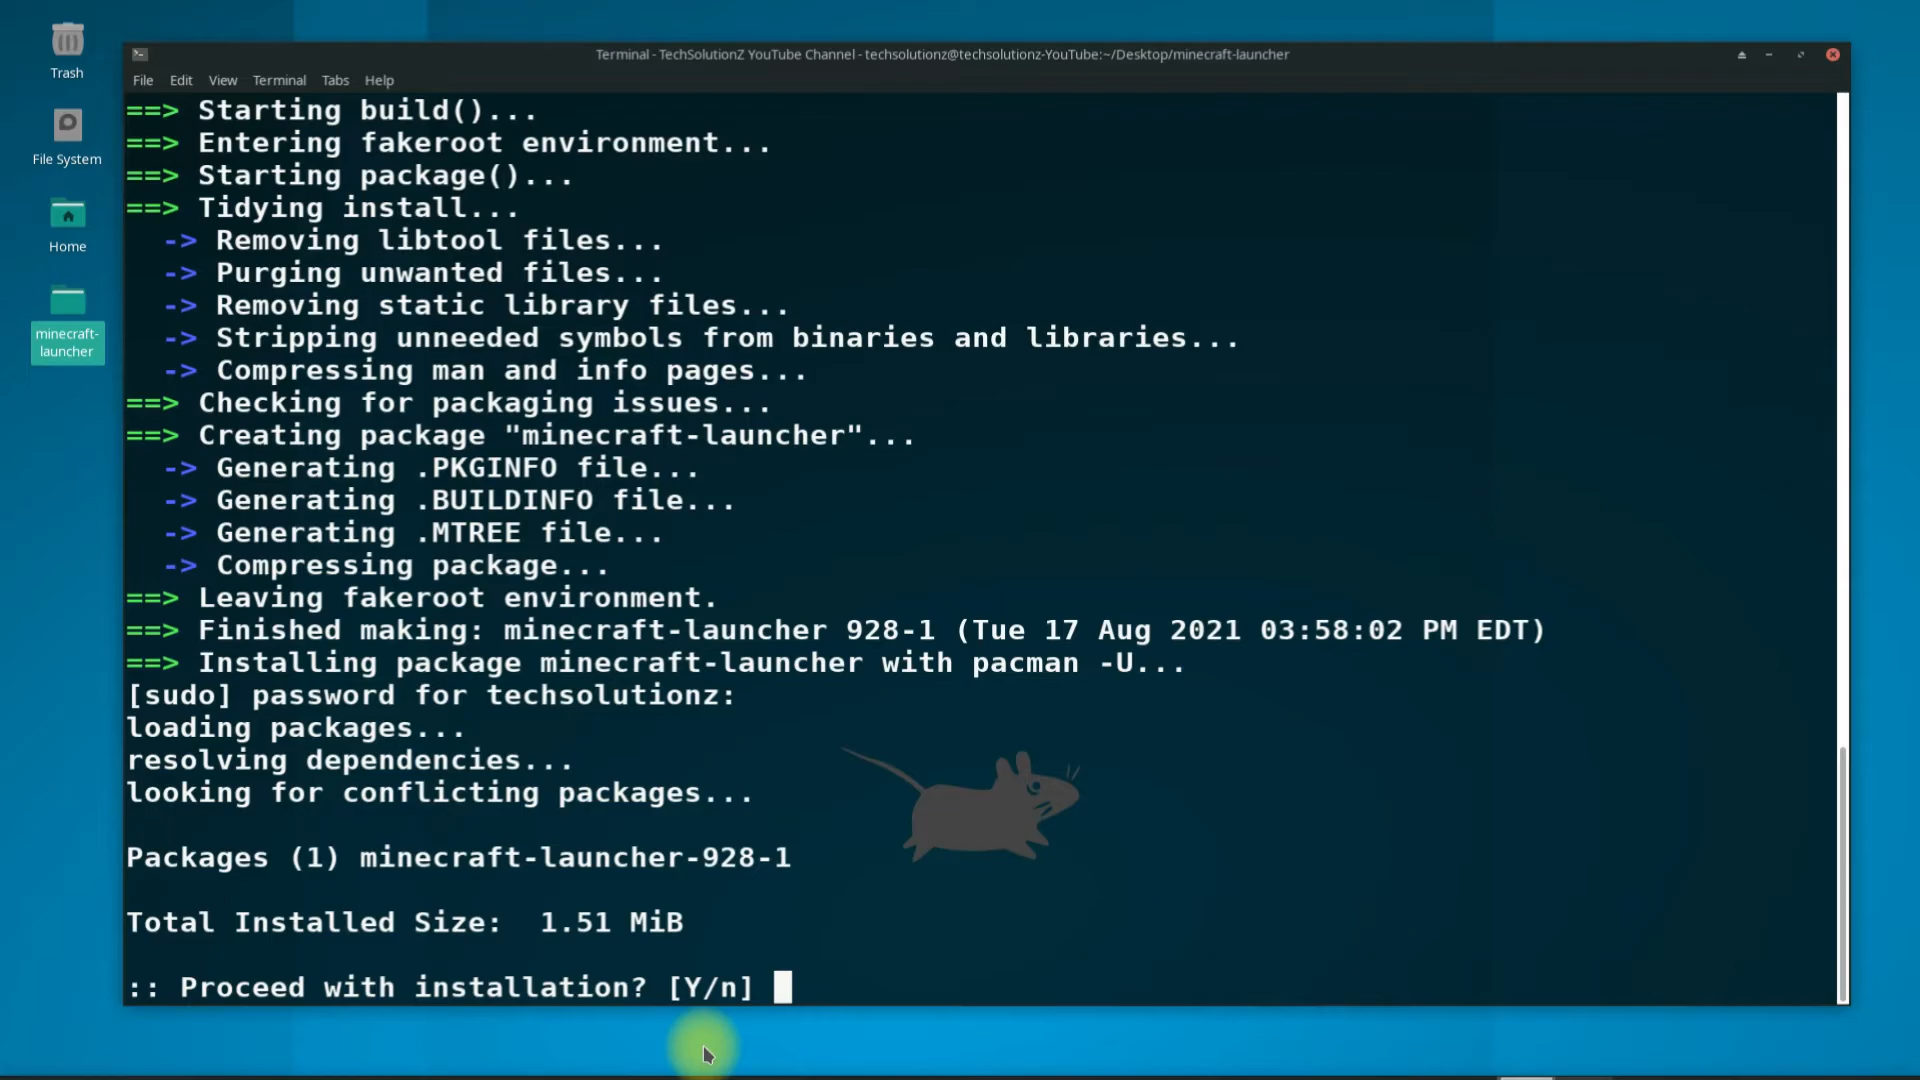 Trash
File System
Home
minecraft-
launcher
Terminal - TechSolutionZ YouTube Channel - techsolutionz@techsolutionz-YouTube:~/Desktop/minecraft-launcher
File Edit View Terminal Tabs Help
==> Starting build()...
==> Entering fakeroot environment...
==> Starting package()...
==> Tidying install...
  -> Removing libtool files...
  -> Purging unwanted files...
  -> Removing static library files...
  -> Stripping unneeded symbols from binaries and libraries...
  -> Compressing man and info pages...
==> Checking for packaging issues...
==> Creating package "minecraft-launcher"...
  -> Generating .PKGINFO file...
  -> Generating .BUILDINFO file...
  -> Generating .MTREE file...
  -> Compressing package...
==> Leaving fakeroot environment.
==> Finished making: minecraft-launcher 928-1 (Tue 17 Aug 2021 03:58:02 PM EDT)
==> Installing package minecraft-launcher with pacman -U...
[sudo] password for techsolutionz:
loading packages...
resolving dependencies...
looking for conflicting packages...
Packages (1) minecraft-launcher-928-1
Total Installed Size:  1.51 MiB
:: Proceed with installation? [Y/n]